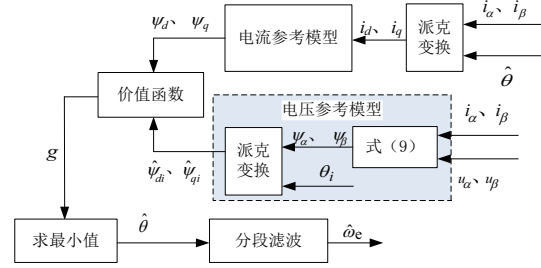 ψd、ψq
电流参考模型
id、iq
派克变换
iα、iβ
θ̂
价值函数
电压参考模型
g
ψ̂di、ψ̂qi
派克变换
ψα、ψβ
θi
式（9）
iα、iβ
uα、uβ
求最小值
θ̂
分段滤波
ω̂e